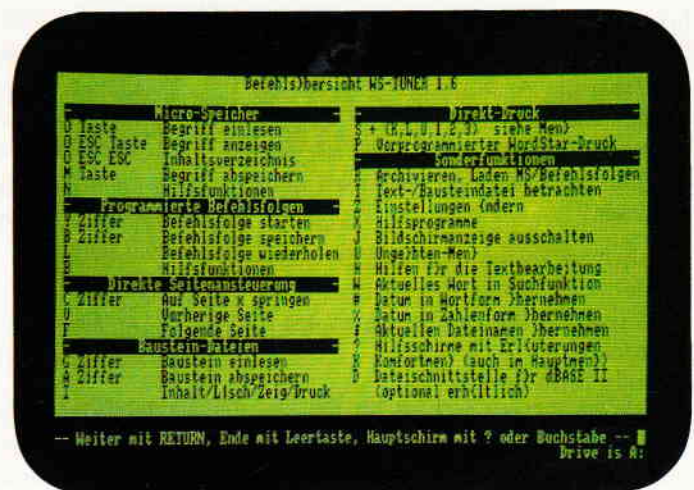 Befehls}bersicht WS-TUNER 1.6
Micro-Speicher
Taste Begriff einlesen
ESC Taste Begriff anzeigen
ESC ESC Inhaltsverzeichnis
M Taste Begriff abspeichern
N Hilfsfunktionen
Programmierte Befehlsfolgen
Ziffer Befehlsfolge starten
B Ziffer Befehlsfolge speichern
Befehlsfolge wiederholen
Hilfsfunktionen
Direkte Seitenansteuerung
C Ziffer Auf Seite x springen
V Vorherige Seite
F Folgende Seite
Baustein-Dateien
G Ziffer Baustein einlesen
A Ziffer Baustein abspeichern
I Inhalt/L|sch/Zeig/Druck
Direkt-Druck
S + (K,L,U,1,2,3) siehe Men}
P Vorprogrammierter WordStar-Druck
Sonderfunktionen
Archivieren, Laden MS/Befehlsfolgen
Text-/Bausteindatei betrachten
Z Einstellungen {ndern
X Hilfsprogramme
J Bildschirmanzeige ausschalten
U Unge}hten-Men}
H Hilfen f}r die Textbearbeitung
W Aktuelles Wort in Suchfunktion
# Datum in Wortform }bernehmen
% Datum in Zahlenform }bernehmen
Aktuellen Dateinamen }bernehmen
? Hilfsschirme mit Erl{uterungen
K Komfortmen} (auch im Hauptmen})
D Dateischnittstelle f}r dBASE II
(optional erh{ltlich)
-- Weiter mit RETURN, Ende mit Leertaste, Hauptschirm mit ? oder Buchstabe --
Drive is A: